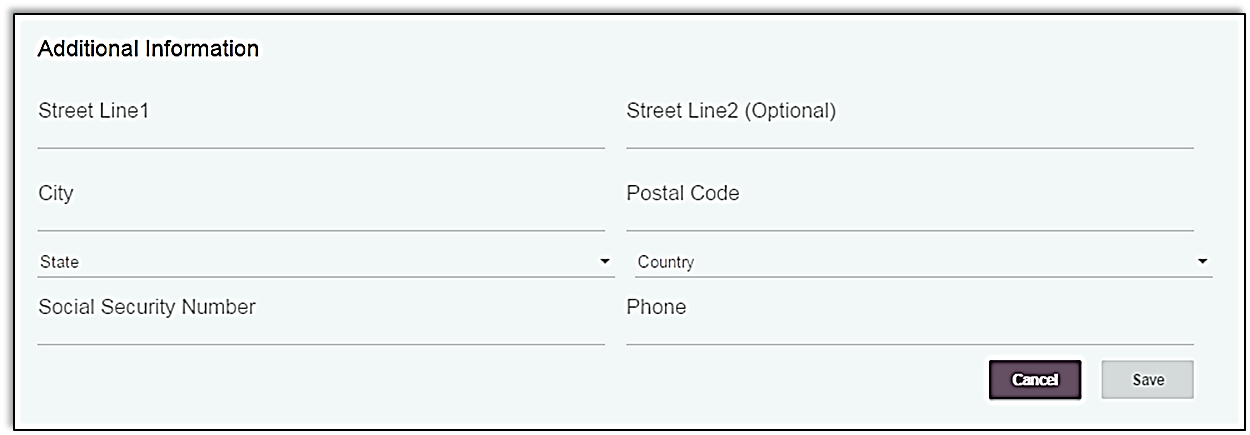 Additional Information
Street Line1
Street Line2 (Optional)
City
Postal Code
State
Country
Social Security Number
Phone
Cancel
Save